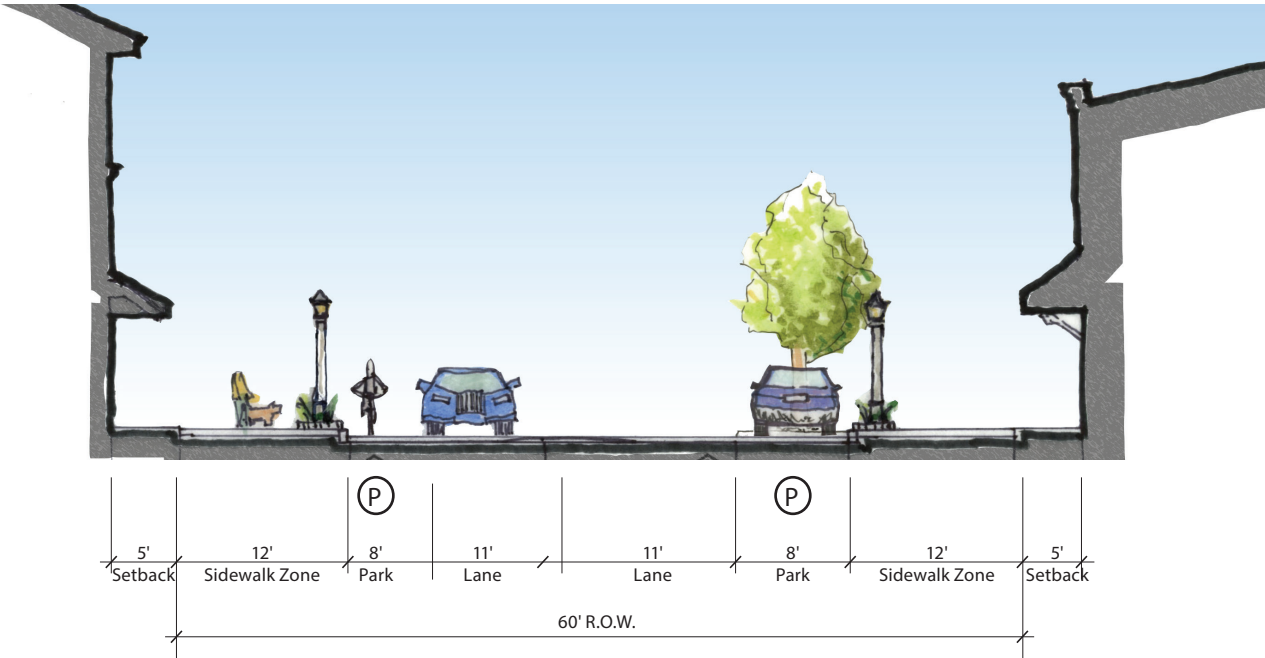 P P
5' 12' 8' 11' 11' 8' 12' 5'
Setback Sidewalk Zone Park Lane Lane Park Sidewalk Zone Setback
60' R.O.W.